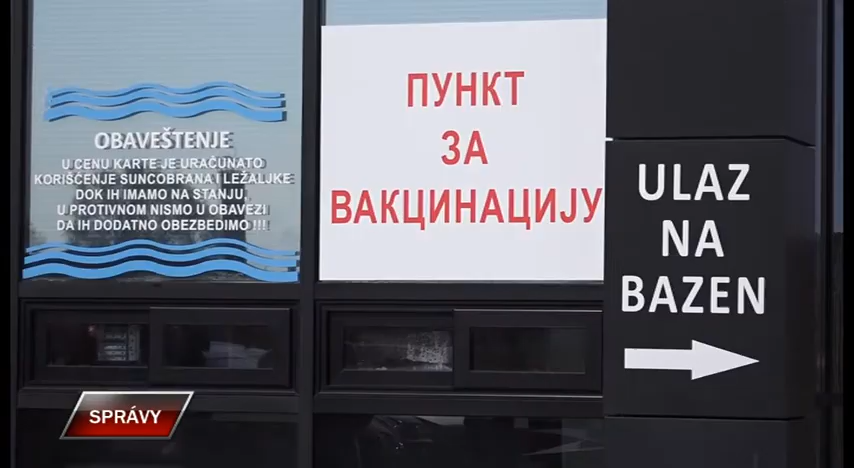 OBAVEŠTENJE
U CENU KARTE JE URAČUNATO
KORIŠĆENJE SUNCOBRANA I LEŽALJKE
DOK IH IMAMO NA STANJU,
U PROTIVNOM NISMO U OBAVEZI
DA IH DODATNO OBEZBEDIMO !!!
ПУНКТ
ЗА
ВАКЦИНАЦИЈУ
ULAZ
NA
BAZEN
SPRÁVY